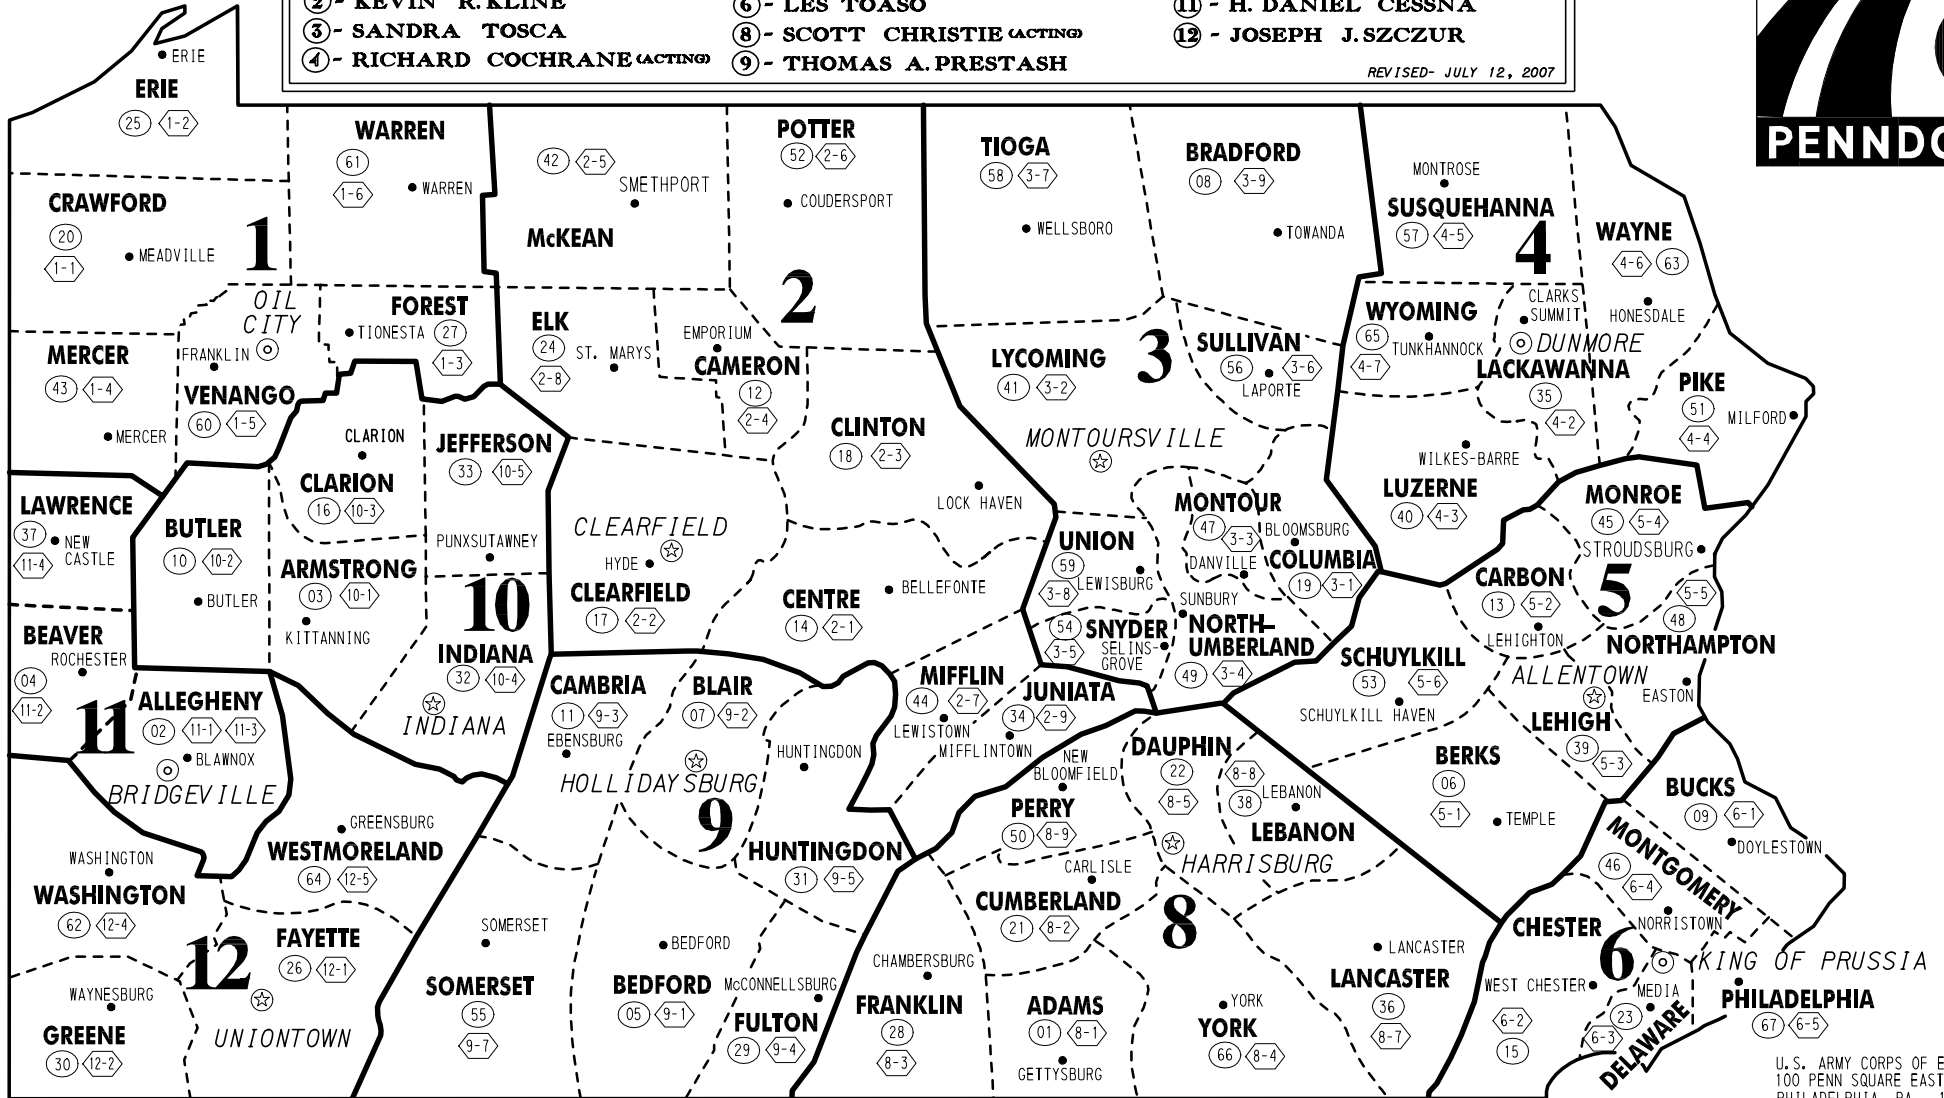 ② - KEVIN R. KLINE
③ - SANDRA TOSCA
④ - RICHARD COCHRANE (ACTING)
⑥ - LES TOASO
⑧ - SCOTT CHRISTIE (ACTING)
⑨ - THOMAS A. PRESTASH
⑪ - H. DANIEL CESSNA
⑫ - JOSEPH J. SZCZUR
REVISED- JULY 12, 2007
PENNDO
ERIE
ERIE
25 1-2
WARREN
61
1-6
WARREN
CRAWFORD
20
1-1
MEADVILLE
1
OIL
CITY
FOREST
TIONESTA 27
1-3
MERCER
43 1-4
MERCER
FRANKLIN
VENANGO
60 1-5
42 2-5
SMETHPORT
McKEAN
POTTER
52 2-6
COUDERSPORT
2
ELK
24
2-8
ST. MARYS
EMPORIUM
CAMERON
12
2-4
CLINTON
18 2-3
LOCK HAVEN
CLEARFIELD
HYDE
CLEARFIELD
17 2-2
CENTRE
14 2-1
BELLEFONTE
MIFFLIN
44 2-7
LEWISTOWN
JUNIATA
34 2-9
MIFFLINTOWN
TIOGA
58 3-7
WELLSBORO
BRADFORD
08 3-9
TOWANDA
LYCOMING
41 3-2
3
SULLIVAN
56 3-6
LAPORTE
MONTOURSVILLE
MONTOUR
47 3-3
DANVILLE
BLOOMSBURG
COLUMBIA
19 3-1
UNION
59
3-8
LEWISBURG
54
3-5
SNYDER
SELINS-
GROVE
SUNBURY
NORTH-
UMBERLAND
49 3-4
MONTROSE
SUSQUEHANNA
57 4-5
4
WAYNE
4-6 63
HONESDALE
WYOMING
65
4-7
TUNKHANNOCK
CLARKS
SUMMIT
DUNMORE
LACKAWANNA
35
4-2
PIKE
51
4-4
MILFORD
WILKES-BARRE
LUZERNE
40 4-3
MONROE
45 5-4
STROUDSBURG
CARBON
13 5-2
LEHIGHTON
5
5-5
48
NORTHAMPTON
EASTON
SCHUYLKILL
53 5-6
SCHUYLKILL HAVEN
ALLENTOWN
LEHIGH
39
5-3
BERKS
06
5-1
TEMPLE
LAWRENCE
37
11-4
NEW
CASTLE
BUTLER
10 10-2
BUTLER
CLARION
CLARION
16 10-3
JEFFERSON
33 10-5
PUNXSUTAWNEY
ARMSTRONG
03 10-1
KITTANNING
10
INDIANA
32 10-4
INDIANA
BEAVER
ROCHESTER
04
11-2
11
ALLEGHENY
02 11-1 11-3
BLAWNOX
BRIDGEVILLE
GREENSBURG
WESTMORELAND
64 12-5
WASHINGTON
WASHINGTON
62 12-4
12
FAYETTE
26 12-1
UNIONTOWN
WAYNESBURG
GREENE
30 12-2
CAMBRIA
11 9-3
EBENSBURG
BLAIR
07 9-2
HOLLIDAYSBURG
HUNTINGDON
9
HUNTINGDON
31 9-5
SOMERSET
SOMERSET
55
9-7
BEDFORD
BEDFORD
05 9-1
McCONNELLSBURG
FULTON
29 9-4
NEW
BLOOMFIELD
PERRY
50 8-9
DAUPHIN
22
8-5
8-8
38
LEBANON
LEBANON
HARRISBURG
CARLISLE
CUMBERLAND
21 8-2
8
CHAMBERSBURG
FRANKLIN
28
8-3
ADAMS
01 8-1
GETTYSBURG
YORK
YORK
66 8-4
LANCASTER
LANCASTER
36
8-7
BUCKS
09 6-1
DOYLESTOWN
MONTGOMERY
46
6-4
NORRISTOWN
CHESTER
6
KING OF PRUSSIA
WEST CHESTER
6-2
15
MEDIA
23
6-3
DELAWARE
PHILADELPHIA
67 6-5
U.S. ARMY CORPS OF E
100 PENN SQUARE EAST
PHILADELPHIA, PA. 1